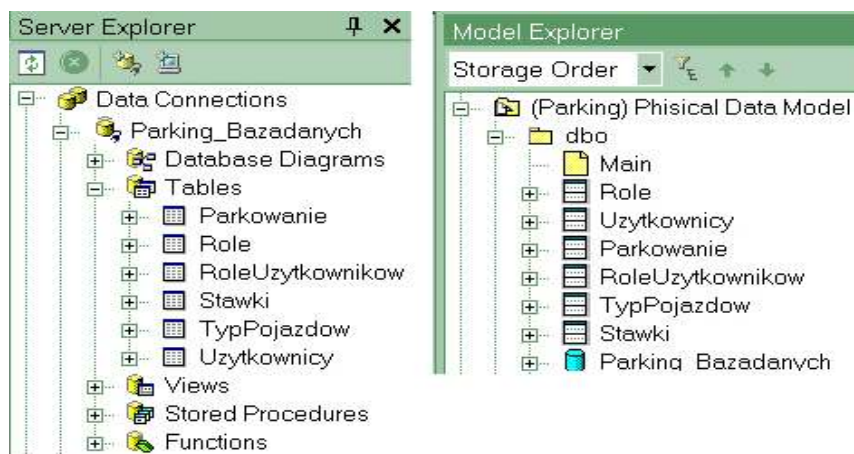 Server Explorer
Data Connections
Parking_Bazadanych
Database Diagrams
Tables
Parkowanie
Role
RoleUzytkownikow
Stawki
TypPojazdow
Uzytkownicy
Views
Stored Procedures
Functions
Model Explorer
Storage Order
(Parking) Phisical Data Model
dbo
Main
Role
Uzytkownicy
Parkowanie
RoleUzytkownikow
TypPojazdow
Stawki
Parking_Bazadanych